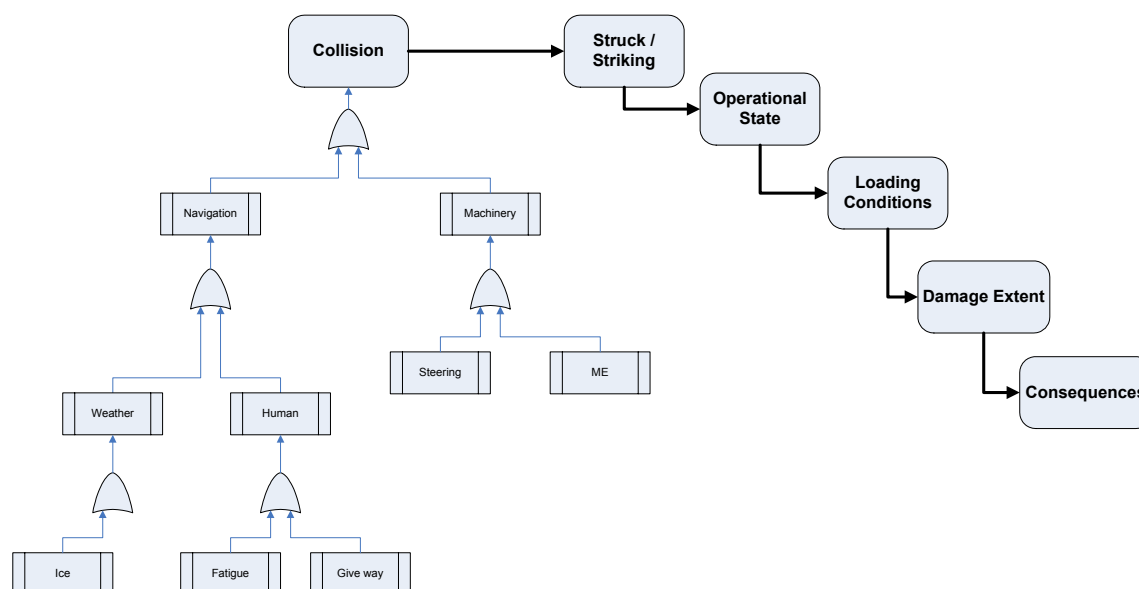 Collision
Struck /
Striking
Operational
State
Loading
Conditions
Damage Extent
Consequences
Navigation
Machinery
Steering
ME
Weather
Human
Ice
Fatigue
Give way